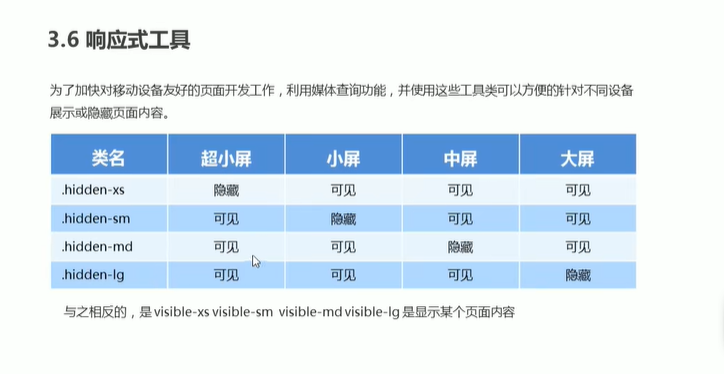 3.6 响应式工具
为了加快对移动设备友好的页面开发工作，利用媒体查询功能，并使用这些工具类可以方便的针对不同设备
展示或隐藏页面内容。
类名 超小屏 小屏 中屏 大屏
.hidden-xs 隐藏 可见 可见 可见
.hidden-sm 可见 隐藏 可见 可见
.hidden-md 可见 可见 隐藏 可见
.hidden-lg 可见 可见 可见 隐藏
与之相反的，是visible-xs visible-sm visible-md visible-lg 是显示某个页面内容